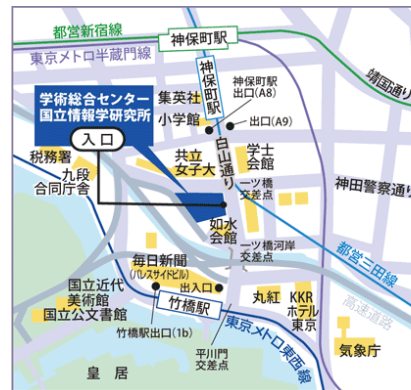 都営新宿線
東京メトロ半蔵門線
神保町駅
靖国通り
神保町駅
神保町駅
出口(A8)
出口(A9)
学術総合センター
国立情報学研究所
入口
集英社
小学館
白山通り
学士
会館
税務署
九段
合同庁舎
共立
女子大
一ツ橋
交差点
神田警察通り
如水
会館
一ツ橋河岸
交差点
都営三田線
毎日新聞
(パレスサイドビル)
出入口
国立近代
美術館
国立公文書館
竹橋駅
竹橋駅出口(1b)
丸紅
KKR
ホテル
東京
高速道路
東京メトロ東西線
平川門
交差点
気象庁
皇居